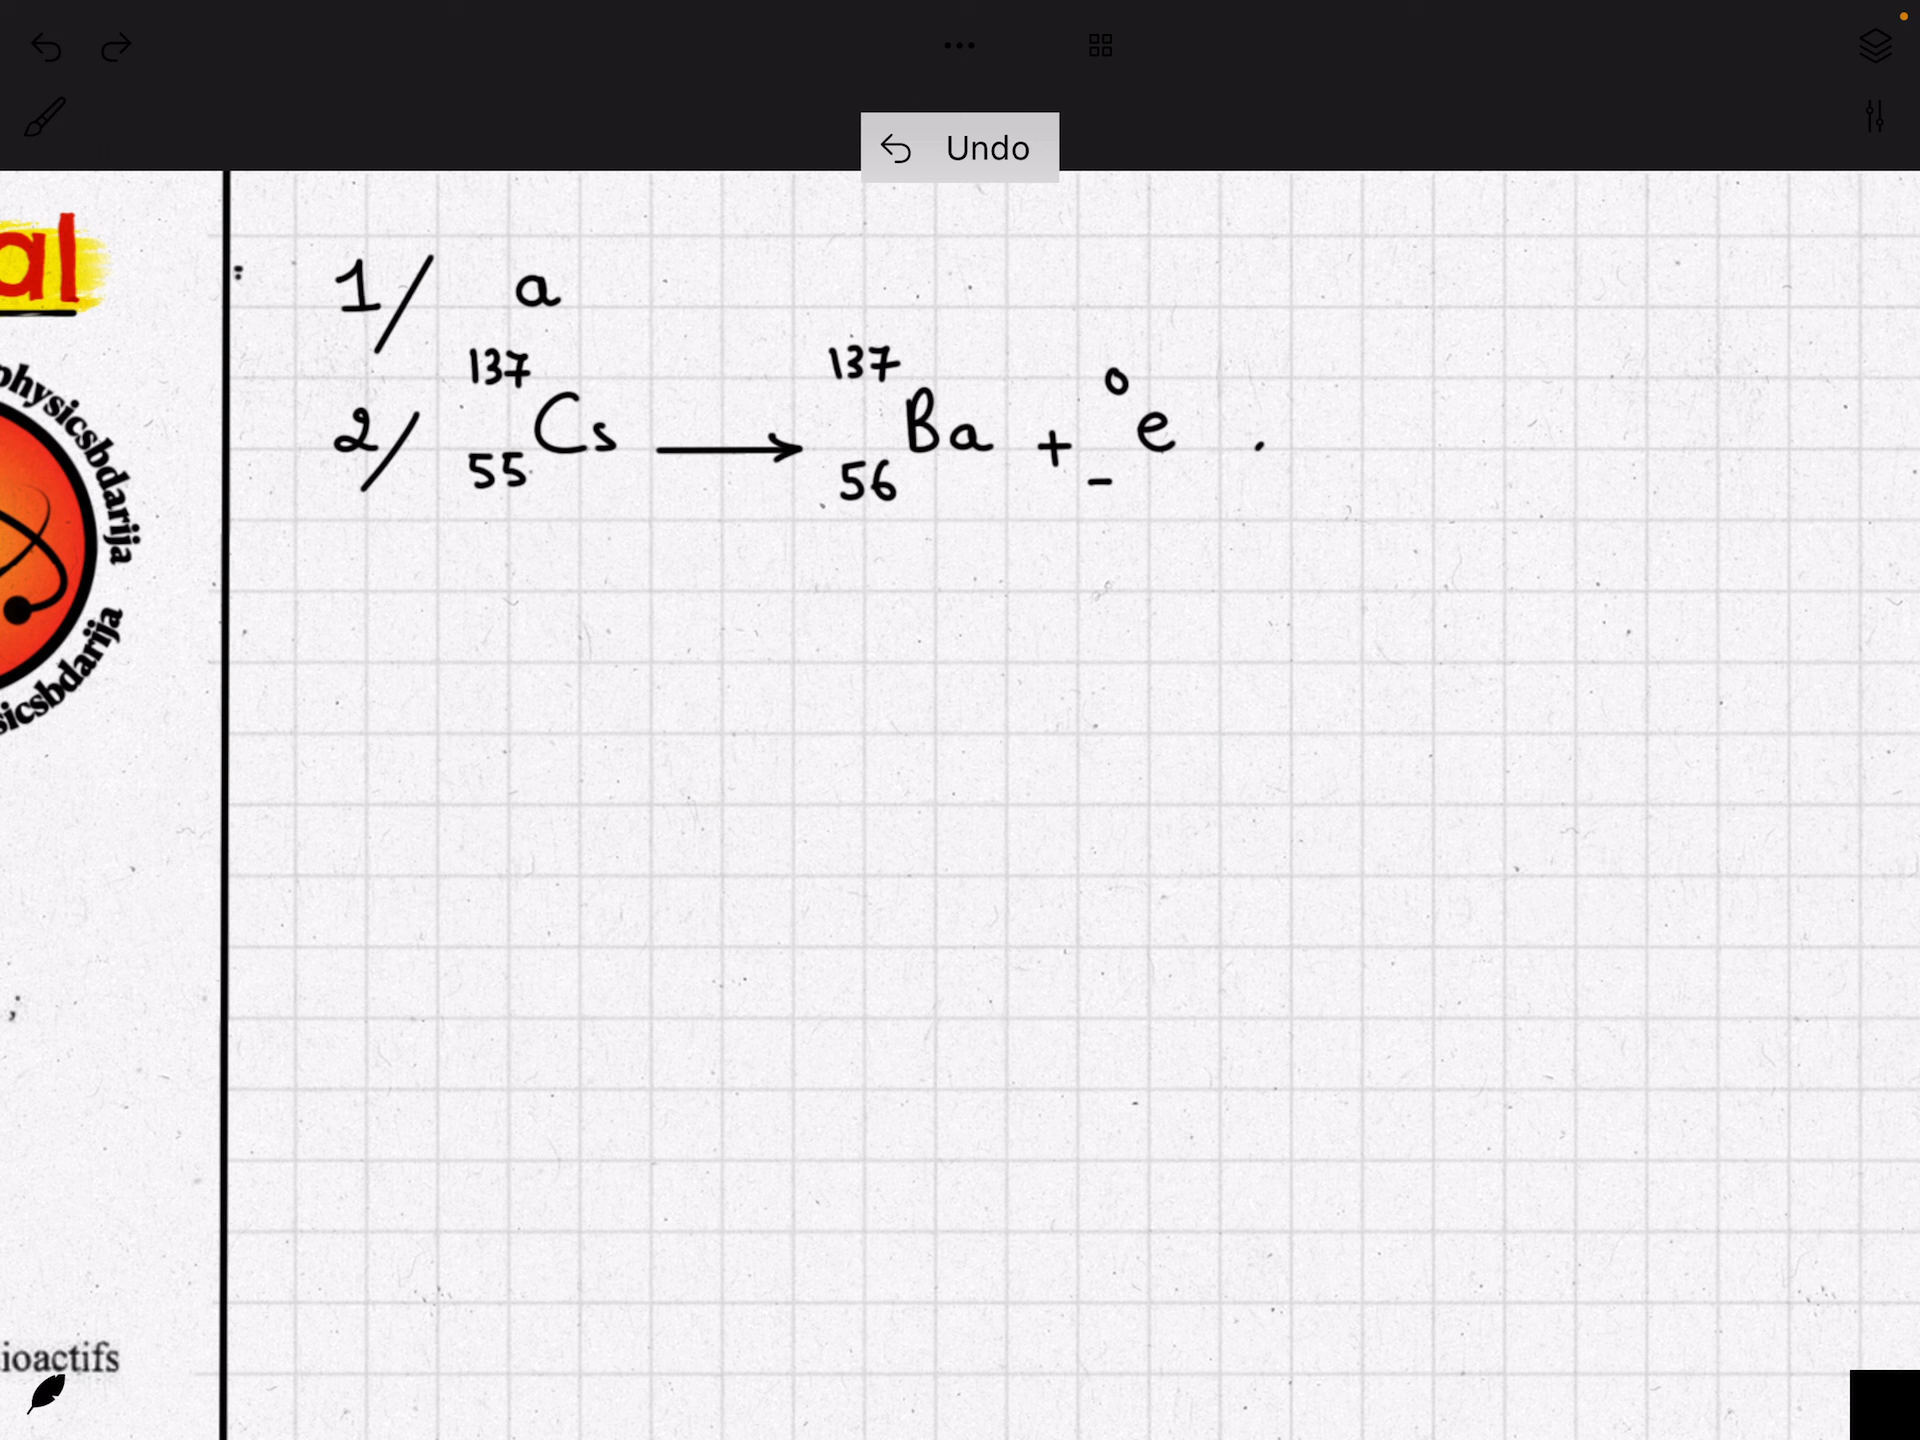 Undo
al
physicsbdarija
sicsbdarija
:
1/ a
2/ ¹³⁷₅₅Cs ⟶ ¹³⁷₅₆Ba + ⁰₋e .
;
ioactifs